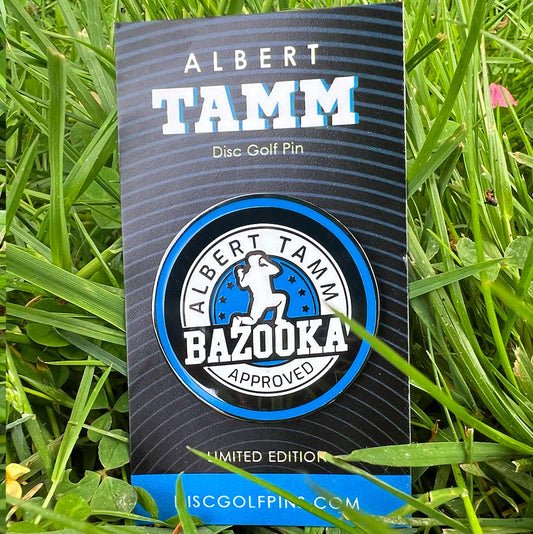 ALBERT
TAMM
Disc Golf Pin
ALBERT TAMM
BAZOOKA
APPROVED
LIMITED EDITION
DISCGOLFPINS.COM